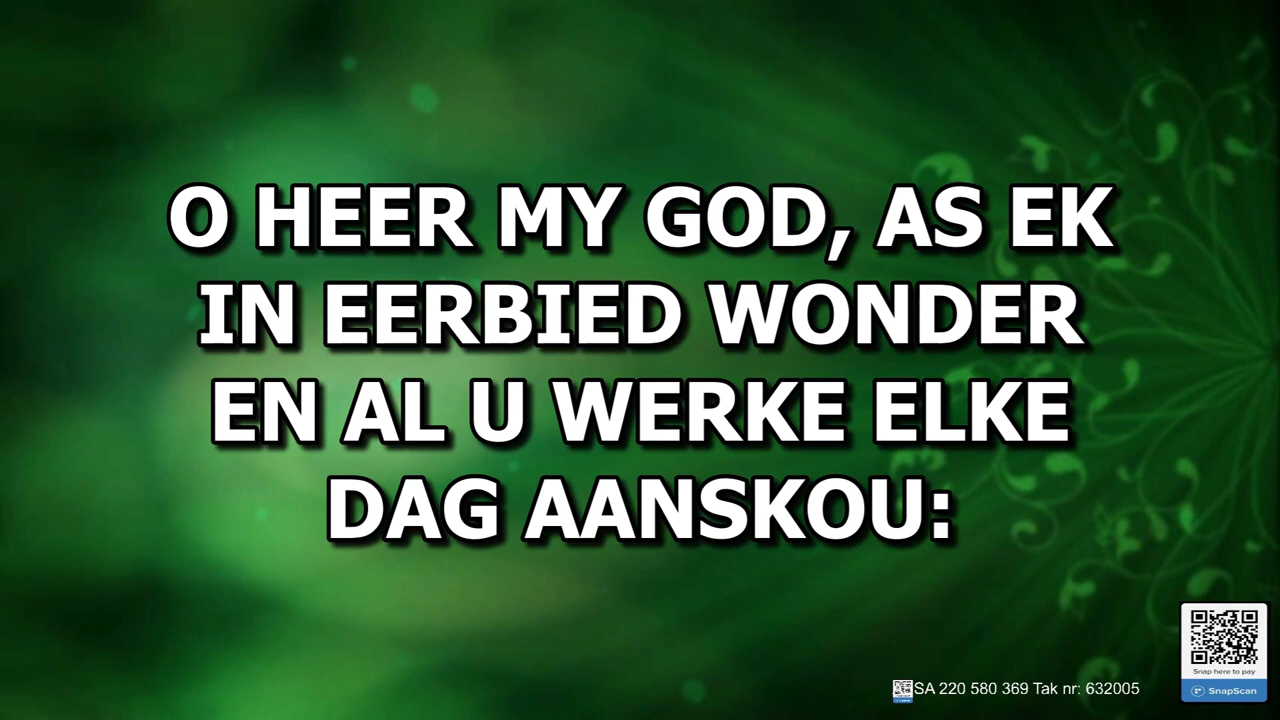 O HEER MY GOD, AS EK
IN EERBIED WONDER
EN AL U WERKE ELKE
DAG AANSKOU:
Snap here to pay
SnapScan
SA 220 580 369 Tak nr: 632005